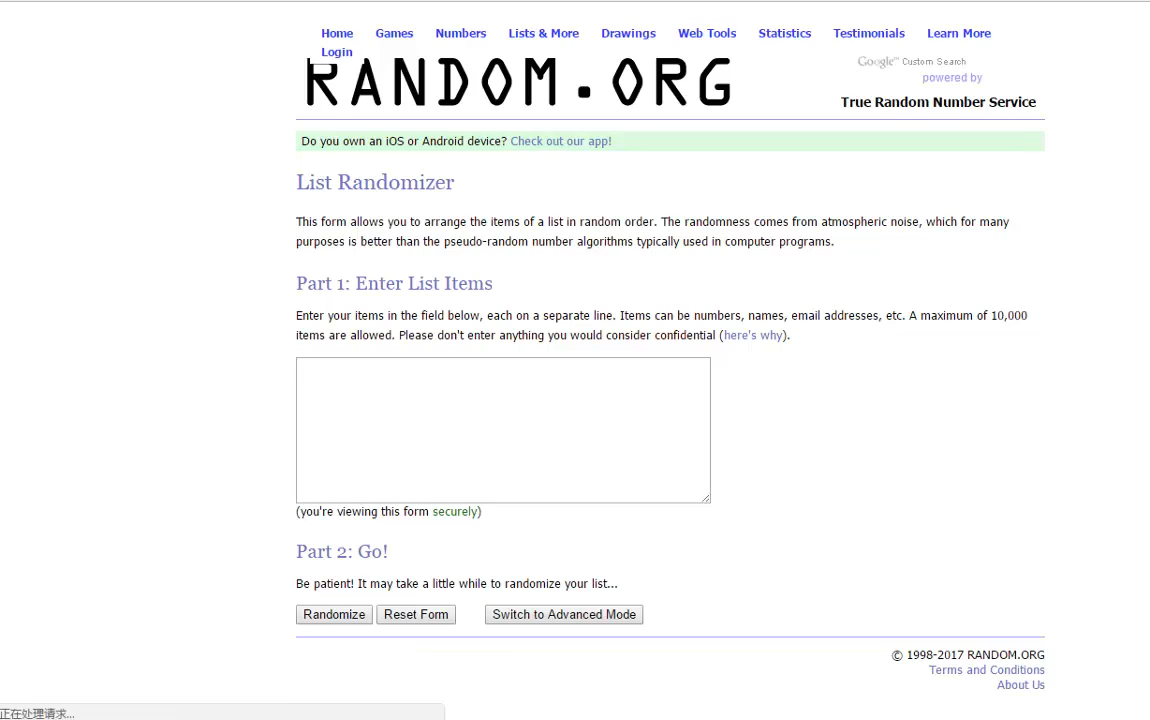 Home Games Numbers Lists & More Drawings Web Tools Statistics Testimonials Learn More
Login
RANDOM.ORG
Google™ Custom Search
powered by
True Random Number Service
Do you own an iOS or Android device? Check out our app!
List Randomizer
This form allows you to arrange the items of a list in random order. The randomness comes from atmospheric noise, which for many
purposes is better than the pseudo-random number algorithms typically used in computer programs.
Part 1: Enter List Items
Enter your items in the field below, each on a separate line. Items can be numbers, names, email addresses, etc. A maximum of 10,000
items are allowed. Please don't enter anything you would consider confidential (here's why).
(you're viewing this form securely)
Part 2: Go!
Be patient! It may take a little while to randomize your list...
Randomize Reset Form Switch to Advanced Mode
© 1998-2017 RANDOM.ORG
Terms and Conditions
About Us
正在处理请求...